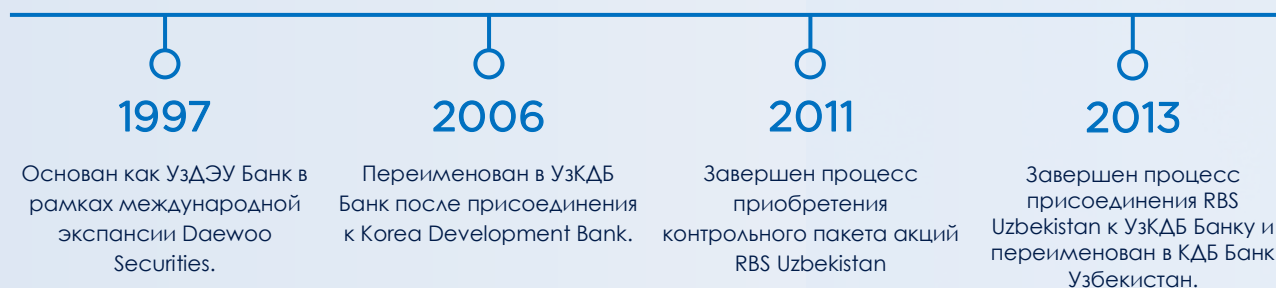 1997
Основан как УзДЭУ Банк в
рамках международной
экспансии Daewoo
Securities.
2006
Переименован в УзКДБ
Банк после присоединения
к Korea Development Bank.
2011
Завершен процесс
приобретения
контрольного пакета акций
RBS Uzbekistan
2013
Завершен процесс
присоединения RBS
Uzbekistan к УзКДБ Банку и
переименован в КДБ Банк
Узбекистан.